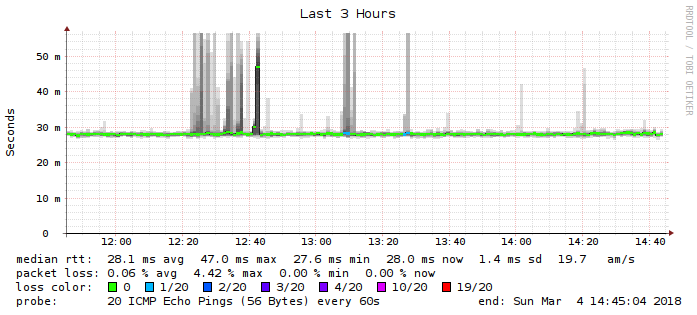 Last 3 Hours
RRDTOOL / TOBI OETIKER
Seconds
50 m
40 m
30 m
20 m
10 m
0
12:00 12:20 12:40 13:00 13:20 13:40 14:00 14:20 14:40
median rtt: 28.1 ms avg 47.0 ms max 27.6 ms min 28.0 ms now 1.4 ms sd 19.7 am/s
packet loss: 0.06 % avg 4.42 % max 0.00 % min 0.00 % now
loss color: 0 1/20 2/20 3/20 4/20 10/20 19/20
probe: 20 ICMP Echo Pings (56 Bytes) every 60s end: Sun Mar 4 14:45:04 2018